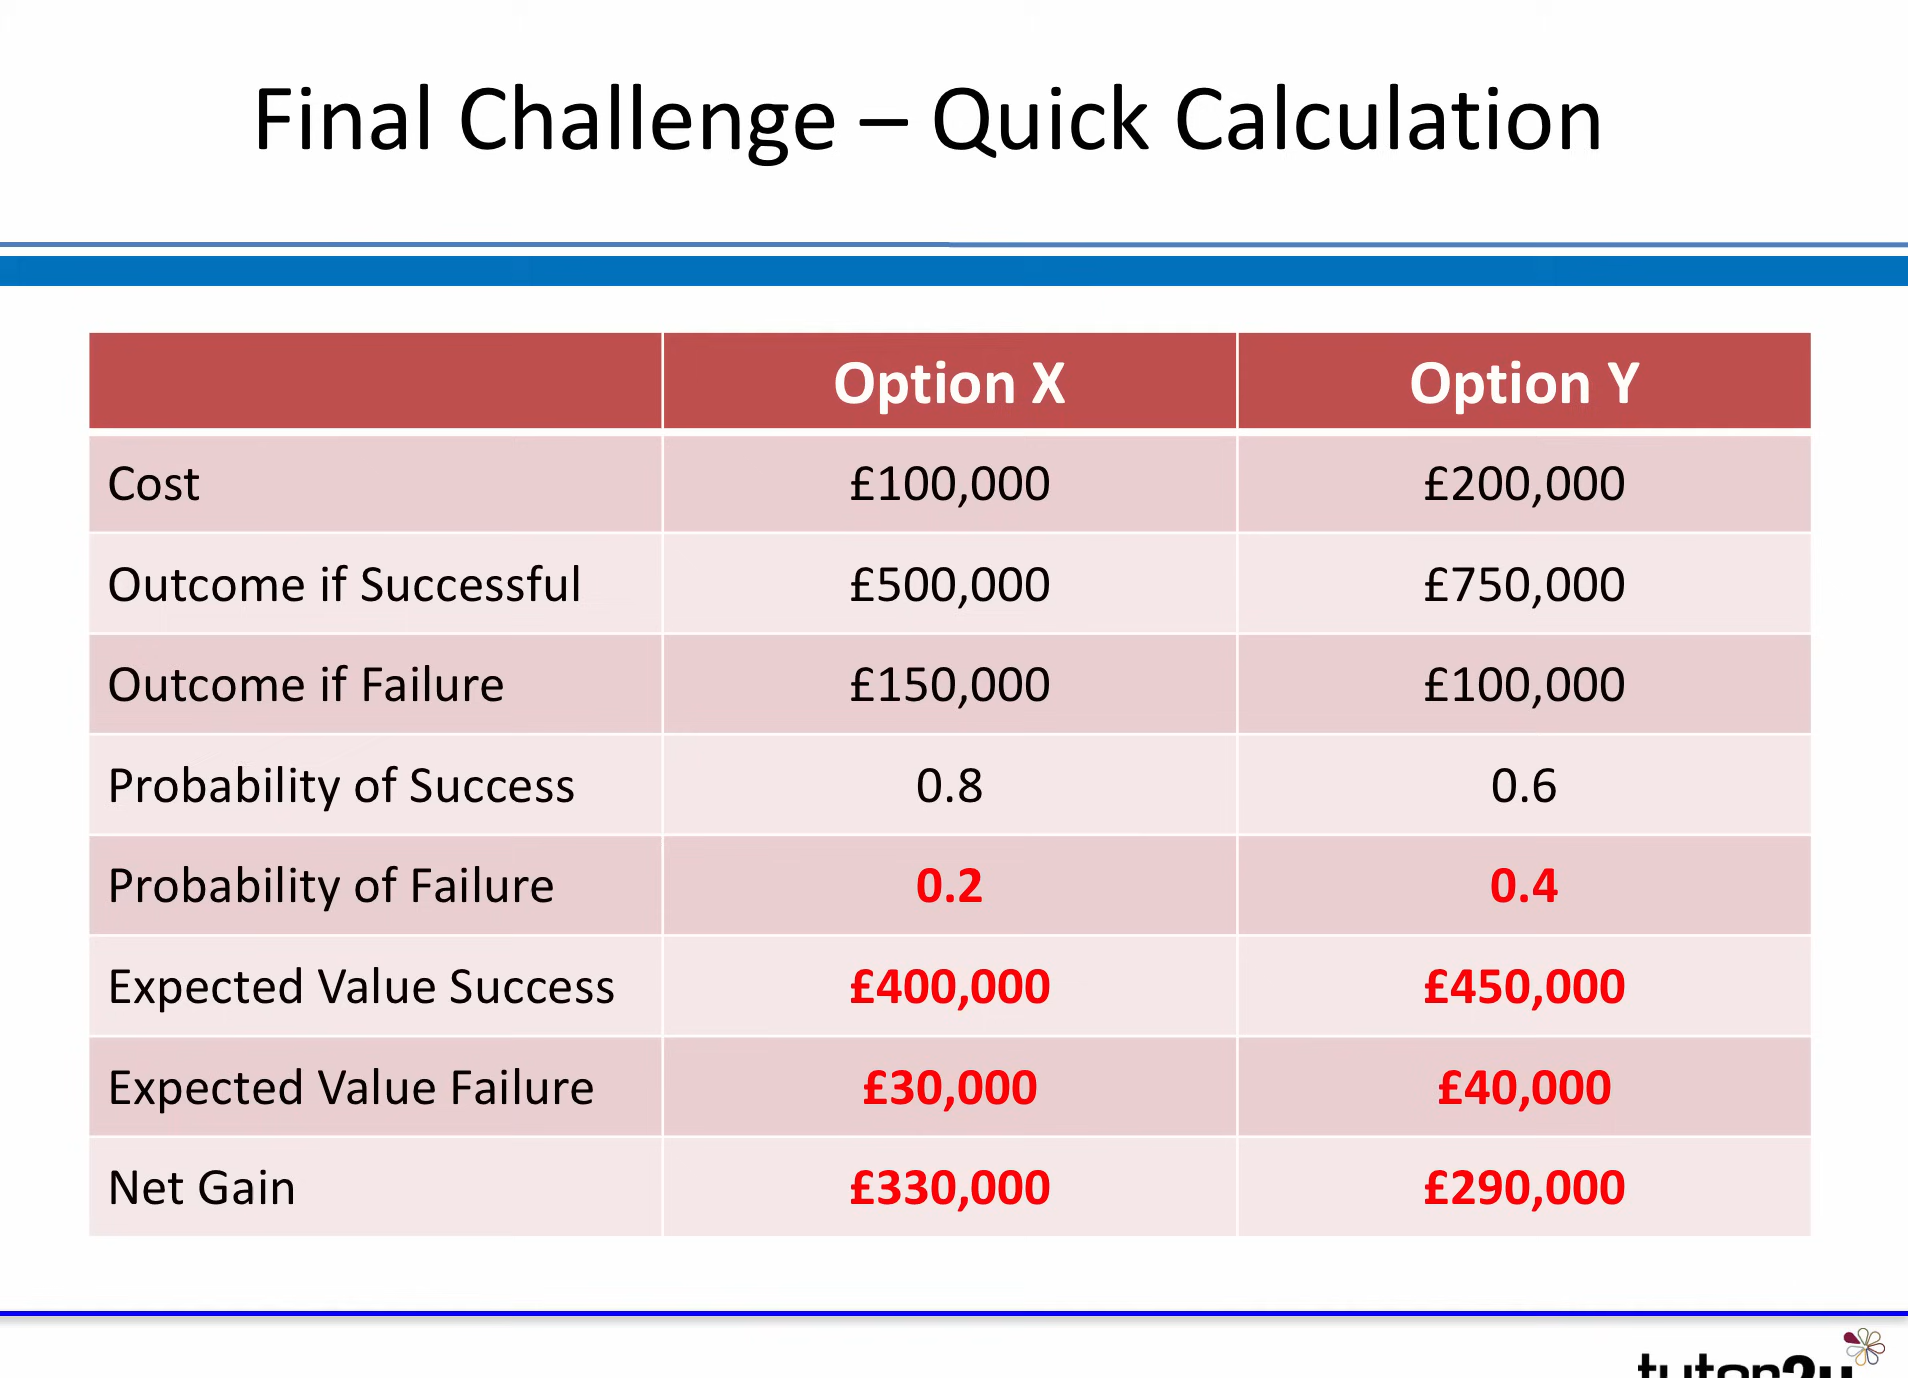 Final Challenge – Quick Calculation
Option X Option Y
Cost £100,000 £200,000
Outcome if Successful £500,000 £750,000
Outcome if Failure £150,000 £100,000
Probability of Success 0.8 0.6
Probability of Failure 0.2 0.4
Expected Value Success £400,000 £450,000
Expected Value Failure £30,000 £40,000
Net Gain £330,000 £290,000
tutor2u